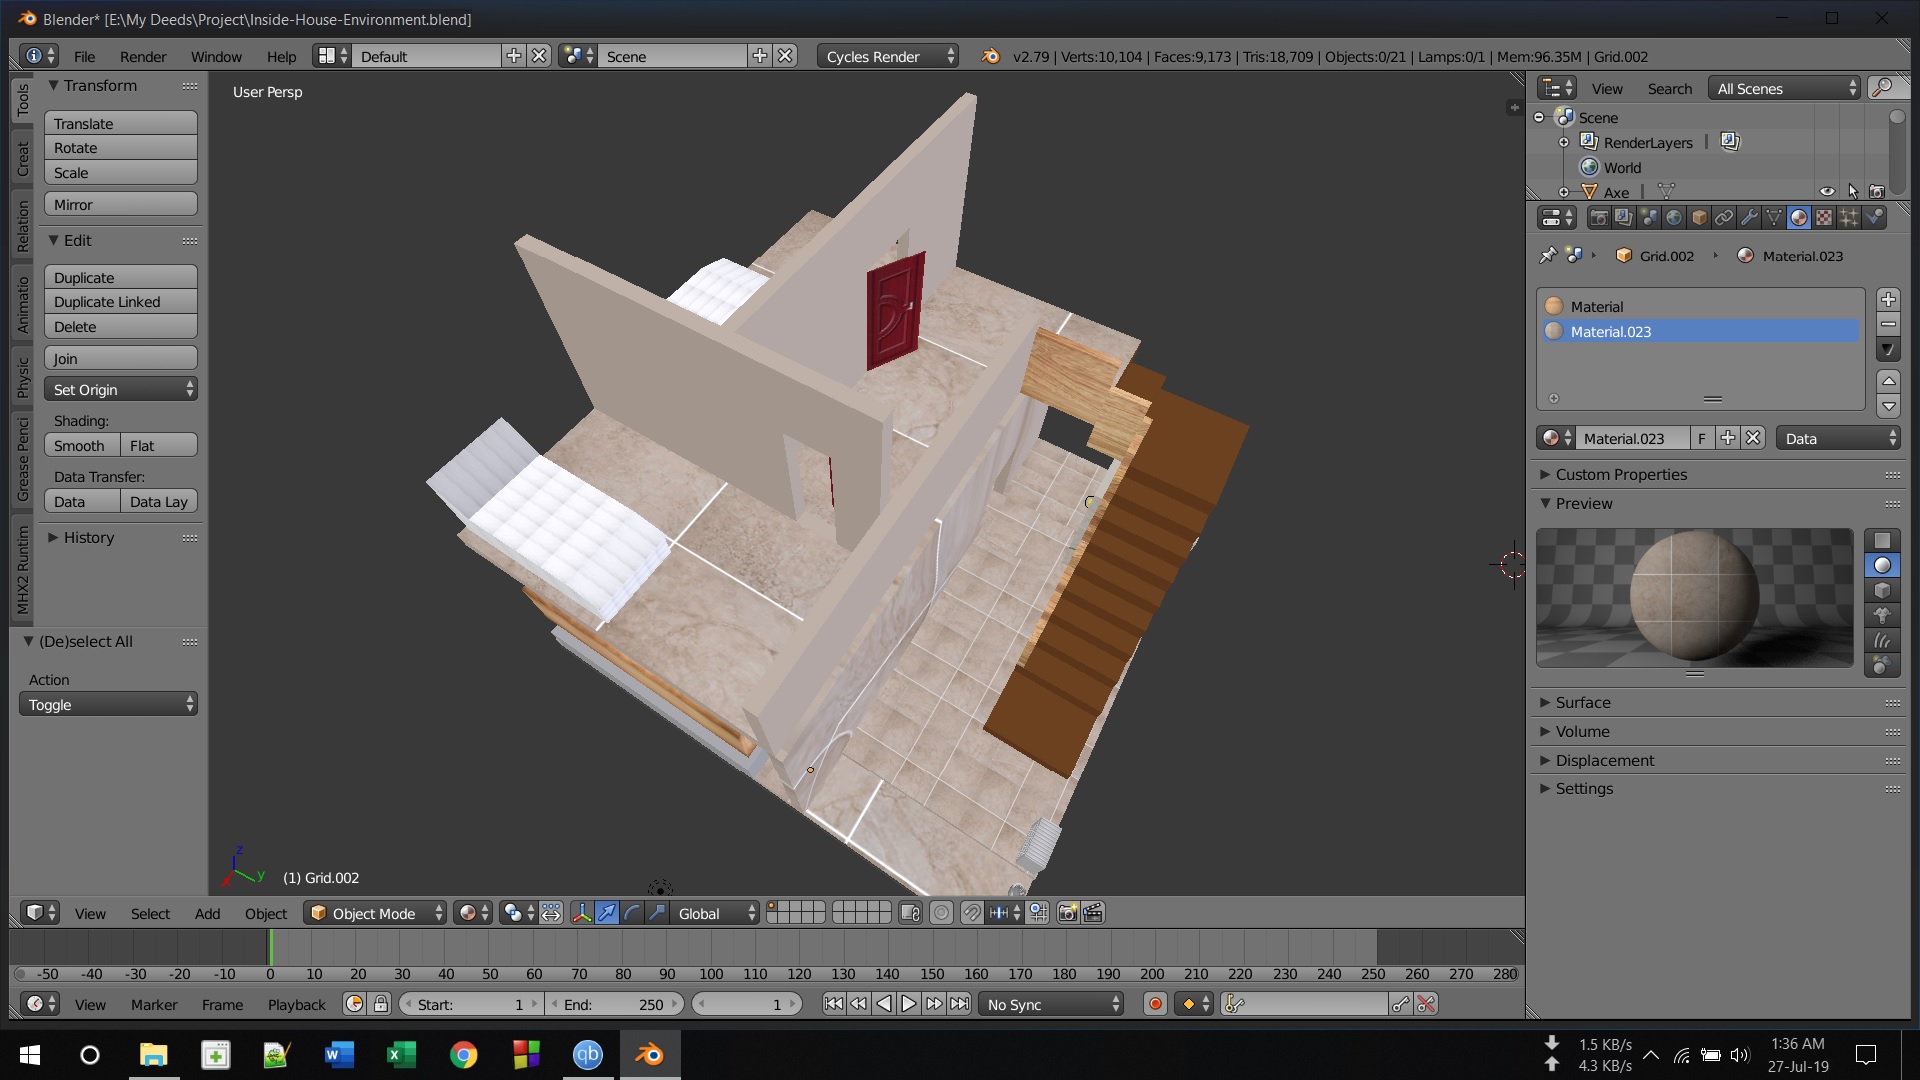 Blender* [E:\My Deeds\Project\Inside-House-Environment.blend]
File Render Window Help Default Scene Cycles Render v2.79 | Verts:10,104 | Faces:9,173 | Tris:18,709 | Objects:0/21 | Lamps:0/1 | Mem:96.35M | Grid.002
Tools
Creat
Relation
Animatio
Physic
Grease Penci
MHX2 Runtim
Transform
Translate
Rotate
Scale
Mirror
Edit
Duplicate
Duplicate Linked
Delete
Join
Set Origin
Shading:
Smooth Flat
Data Transfer:
Data Data Lay
History
(De)select All
Action
Toggle
User Persp
z
y
(1) Grid.002
View Search All Scenes
Scene
RenderLayers |
World
Axe |
Grid.002 Material.023
Material
Material.023
Material.023 F Data
Custom Properties
Preview
Surface
Volume
Displacement
Settings
View Select Add Object Object Mode Global
-50 -40 -30 -20 -10 0 10 20 30 40 50 60 70 80 90 100 110 120 130 140 150 160 170 180 190 200 210 220 230 240 250 260 270 280
View Marker Frame Playback Start: 1 End: 250 1 No Sync
W X qb
1.5 KB/s
4.3 KB/s
1:36 AM
27-Jul-19